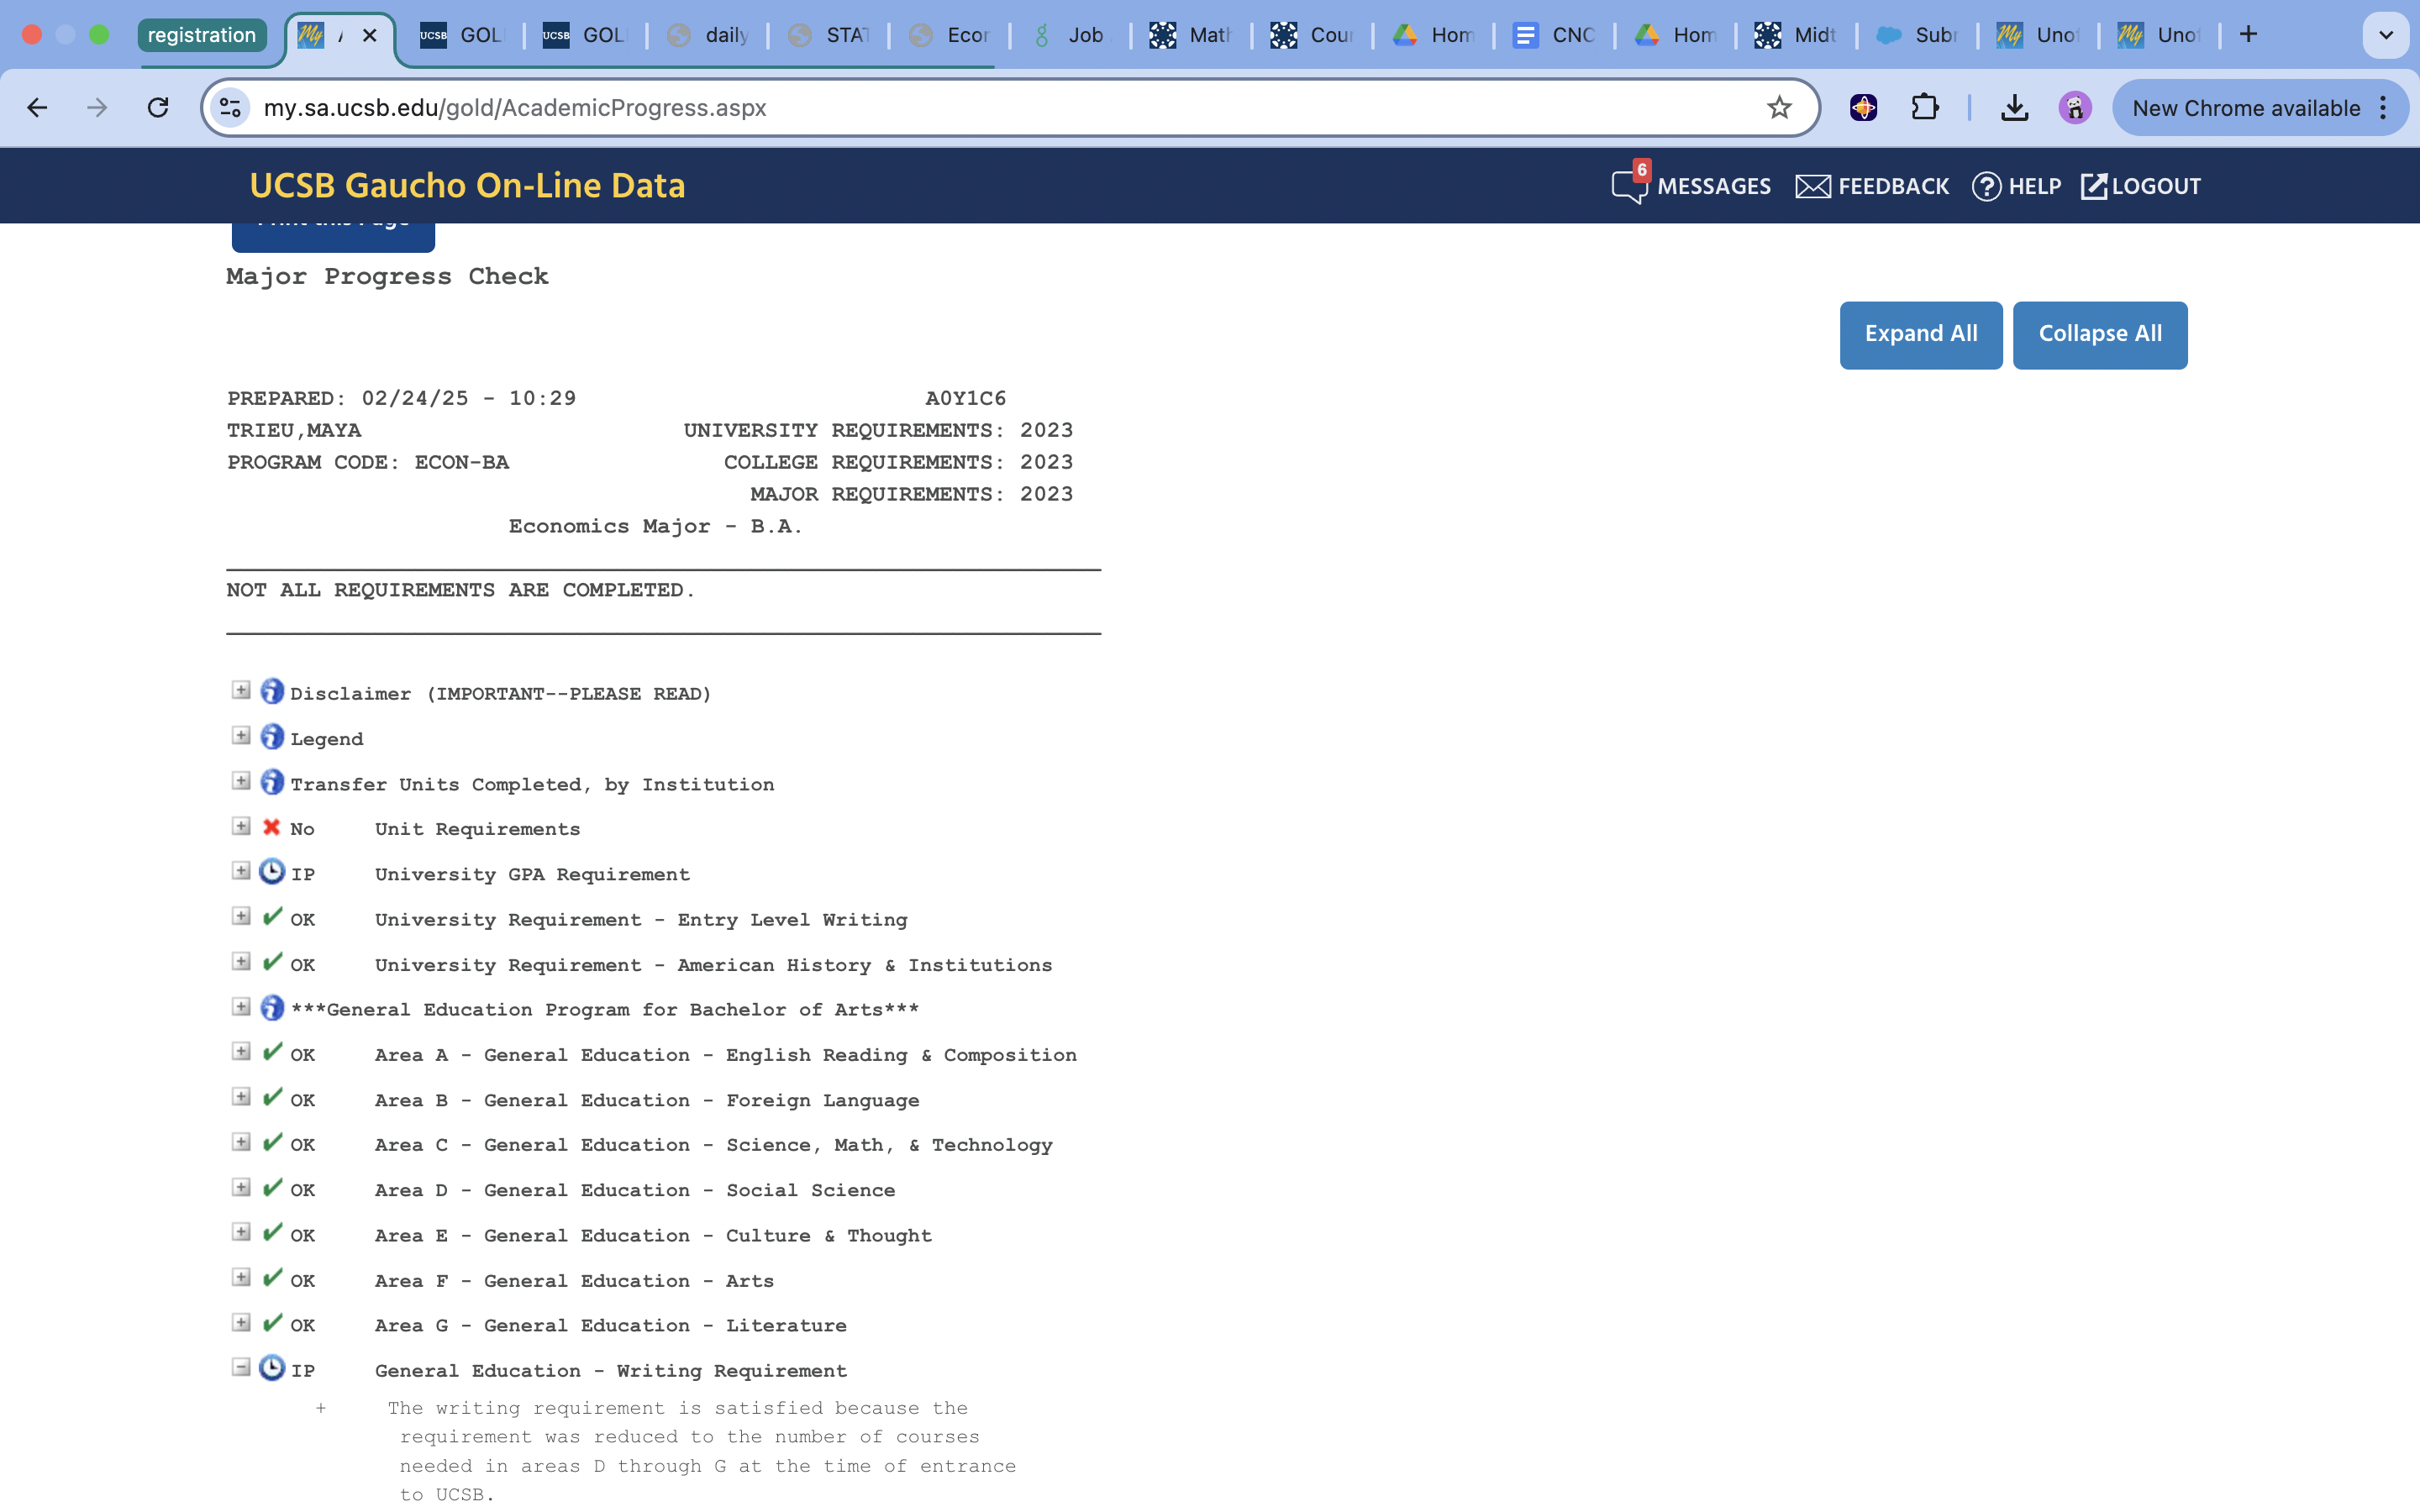 registration
GOL
GOL
daily
STAT
Econ
Job
Math
Cour
Hom
CNC
Hom
Midt
Subr
Unof
Unof
my.sa.ucsb.edu/gold/AcademicProgress.aspx
New Chrome available
UCSB Gaucho On-Line Data
6
MESSAGES
FEEDBACK
HELP
LOGOUT
Print this Page
Major Progress Check
Expand All
Collapse All
PREPARED: 02/24/25 - 10:29 A0Y1C6
TRIEU,MAYA UNIVERSITY REQUIREMENTS: 2023
PROGRAM CODE: ECON-BA COLLEGE REQUIREMENTS: 2023
MAJOR REQUIREMENTS: 2023
Economics Major - B.A.
NOT ALL REQUIREMENTS ARE COMPLETED.
Disclaimer (IMPORTANT--PLEASE READ)
Legend
Transfer Units Completed, by Institution
No Unit Requirements
IP University GPA Requirement
OK University Requirement - Entry Level Writing
OK University Requirement - American History & Institutions
***General Education Program for Bachelor of Arts***
OK Area A - General Education - English Reading & Composition
OK Area B - General Education - Foreign Language
OK Area C - General Education - Science, Math, & Technology
OK Area D - General Education - Social Science
OK Area E - General Education - Culture & Thought
OK Area F - General Education - Arts
OK Area G - General Education - Literature
IP General Education - Writing Requirement
+ The writing requirement is satisfied because the
requirement was reduced to the number of courses
needed in areas D through G at the time of entrance
to UCSB.